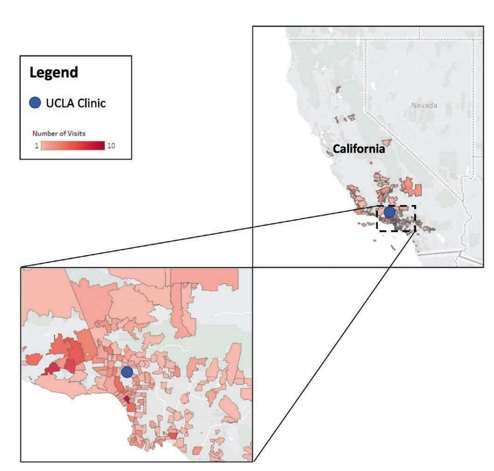 Legend
UCLA Clinic
Number of Visits
1 10
Nevada
California